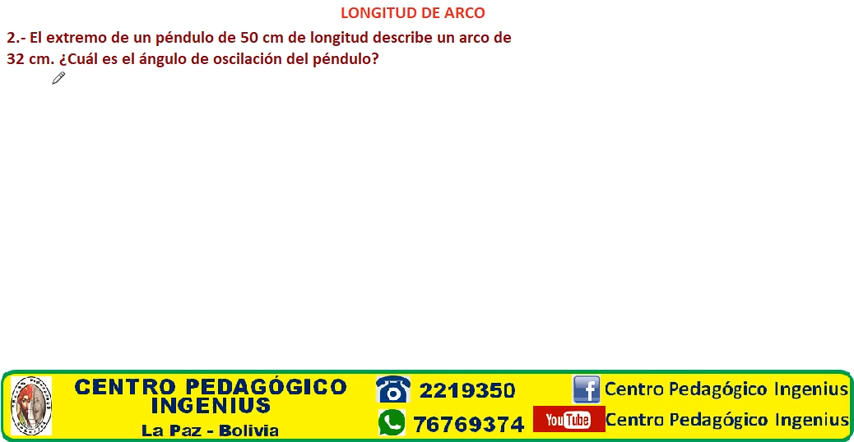 LONGITUD DE ARCO
2.- El extremo de un péndulo de 50 cm de longitud describe un arco de
32 cm. ¿Cuál es el ángulo de oscilación del péndulo?
CENTRO PEDAGÓGICO
INGENIUS
La Paz - Bolivia
2219350
76769374
f Centro Pedagógico Ingenius
YouTube Centro Pedagógico Ingenius